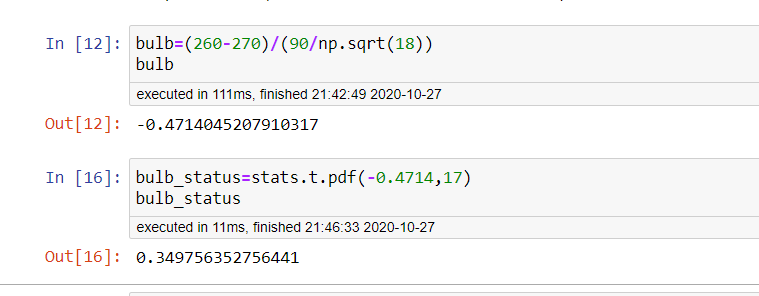 In [12]: bulb=(260-270)/(90/np.sqrt(18))
bulb
executed in 111ms, finished 21:42:49 2020-10-27
Out[12]: -0.4714045207910317
In [16]: bulb_status=stats.t.pdf(-0.4714,17)
bulb_status
executed in 11ms, finished 21:46:33 2020-10-27
Out[16]: 0.349756352756441